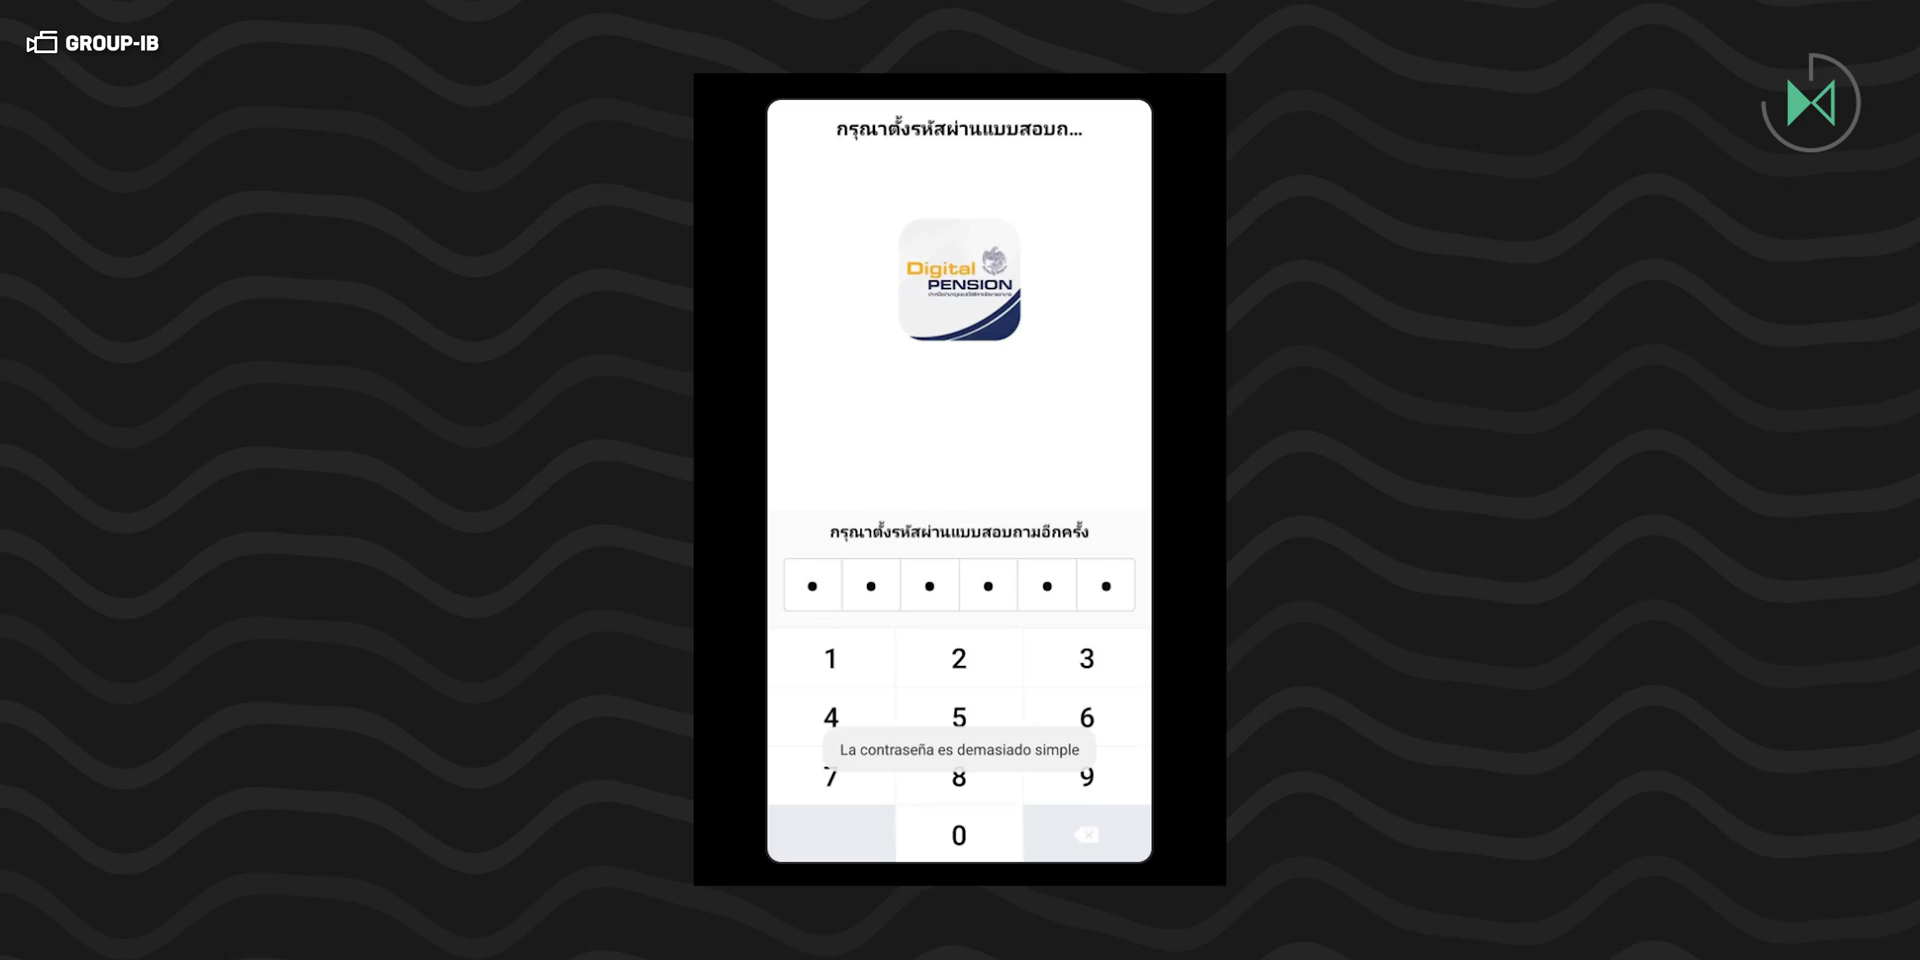 GROUP-IB
กรุณาตั้งรหัสผ่านแบบสอบถ...
Digital
PENSION
กรุณาตั้งรหัสผ่านแบบสอบถามอีกครั้ง
1 2 3
4 5 6
La contraseña es demasiado simple
7 8 9
0